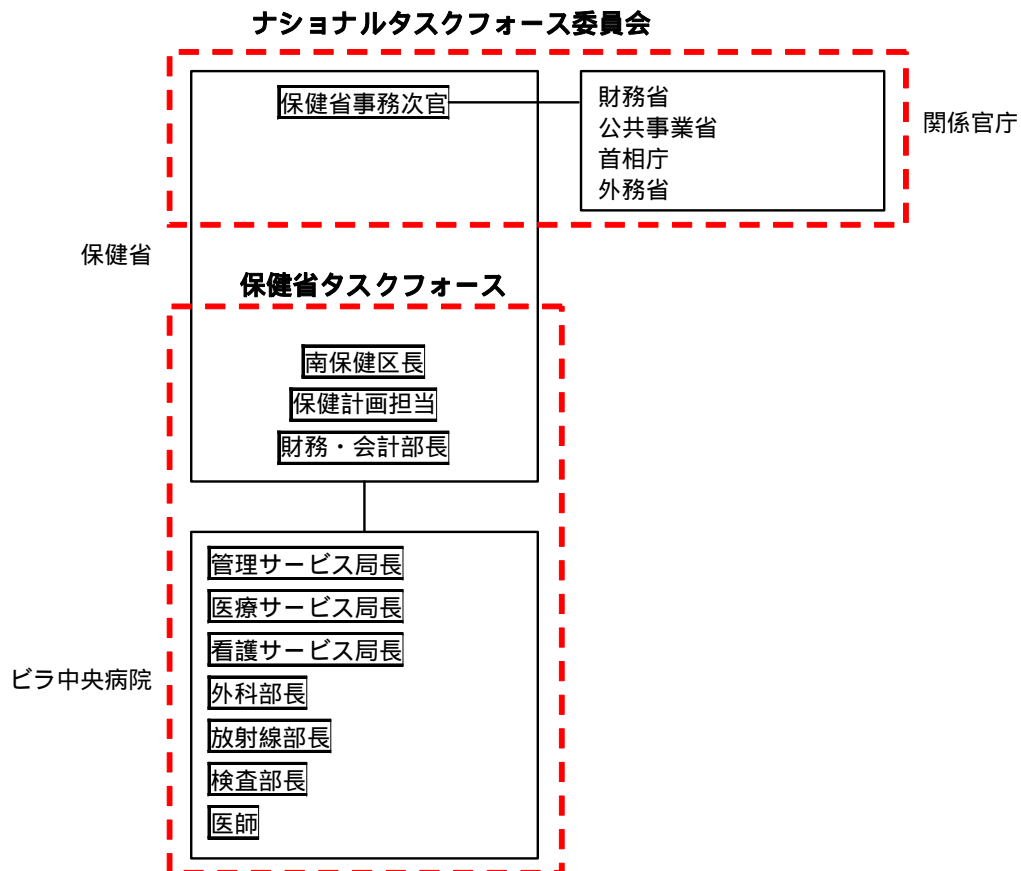 ナショナルタスクフォース委員会
保健省事務次官
財務省
公共事業省
首相庁
外務省
関係官庁
保健省
保健省タスクフォース
南保健区長
保健計画担当
財務・会計部長
管理サービス局長
医療サービス局長
看護サービス局長
ビラ中央病院
外科部長
放射線部長
検査部長
医師